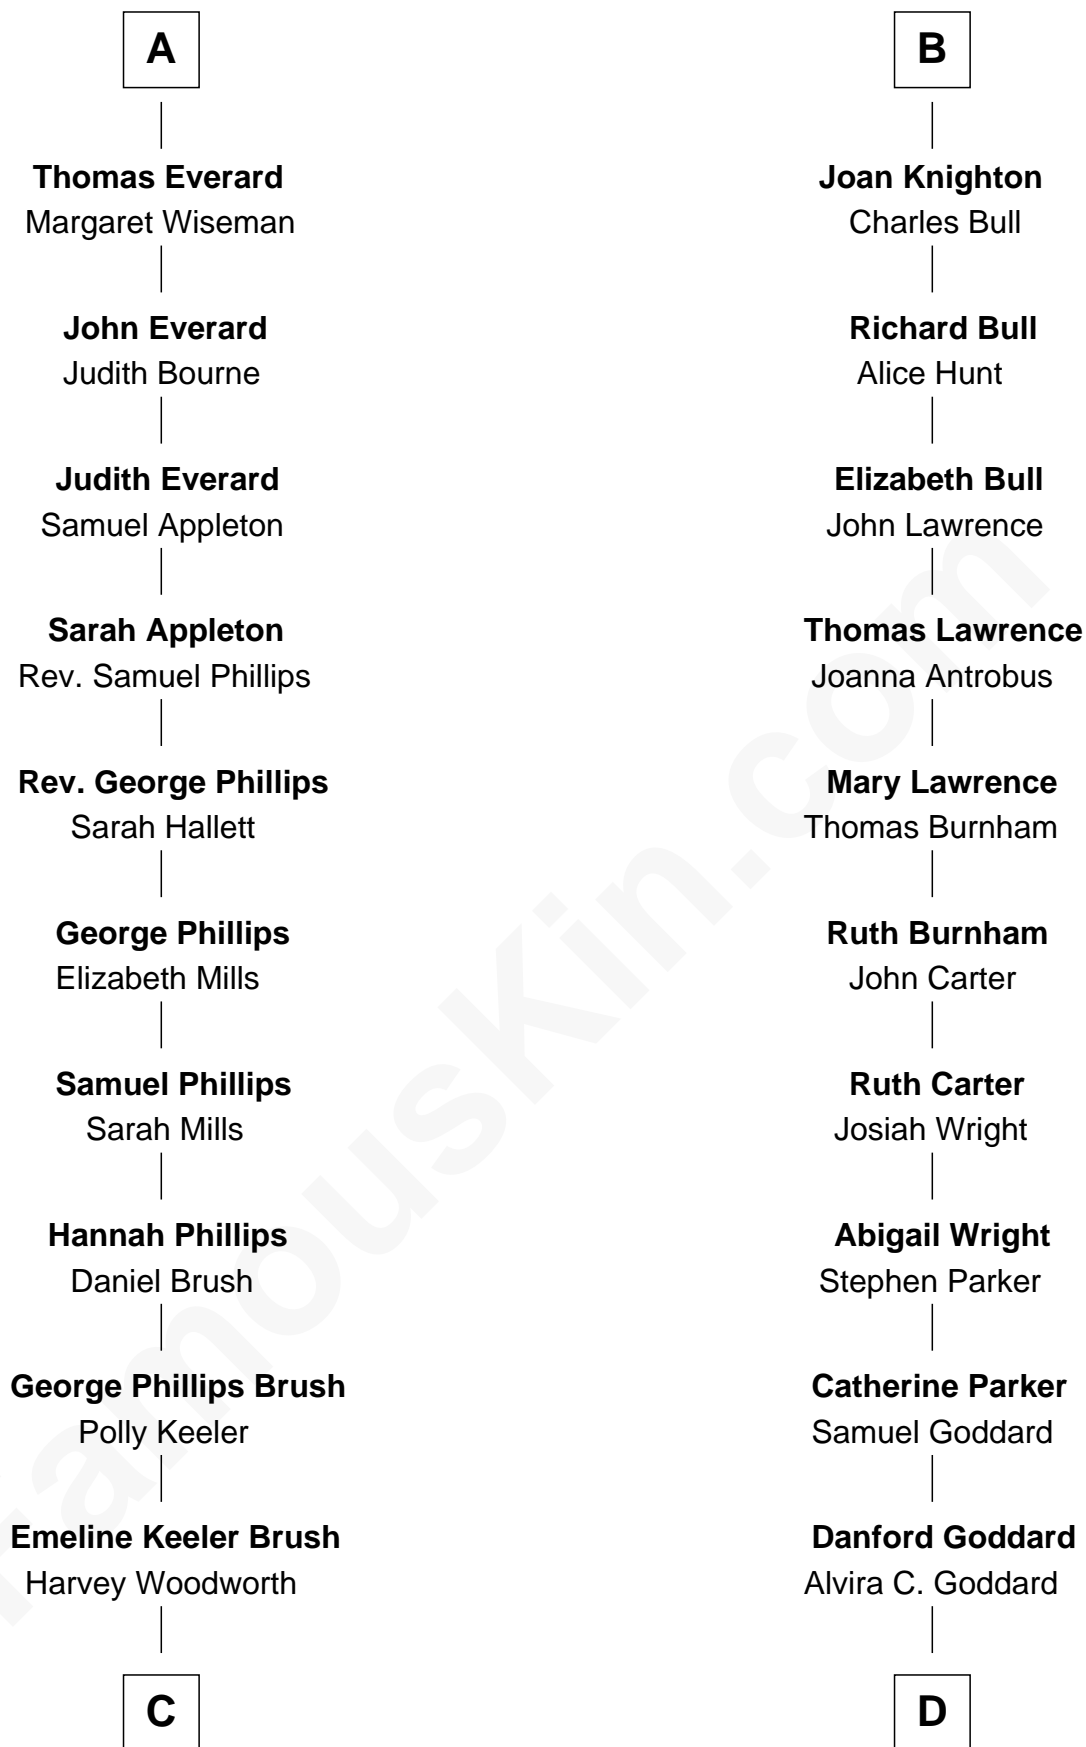 A
Thomas Everard
Margaret Wiseman
John Everard
Judith Bourne
Judith Everard
Samuel Appleton
Sarah Appleton
Rev. Samuel Phillips
Rev. George Phillips
Sarah Hallett
George Phillips
Elizabeth Mills
Samuel Phillips
Sarah Mills
Hannah Phillips
Daniel Brush
George Phillips Brush
Polly Keeler
Emeline Keeler Brush
Harvey Woodworth
C
B
Joan Knighton
Charles Bull
Richard Bull
Alice Hunt
Elizabeth Bull
John Lawrence
Thomas Lawrence
Joanna Antrobus
Mary Lawrence
Thomas Burnham
Ruth Burnham
John Carter
Ruth Carter
Josiah Wright
Abigail Wright
Stephen Parker
Catherine Parker
Samuel Goddard
Danford Goddard
Alvira C. Goddard
D
FamousKin.com